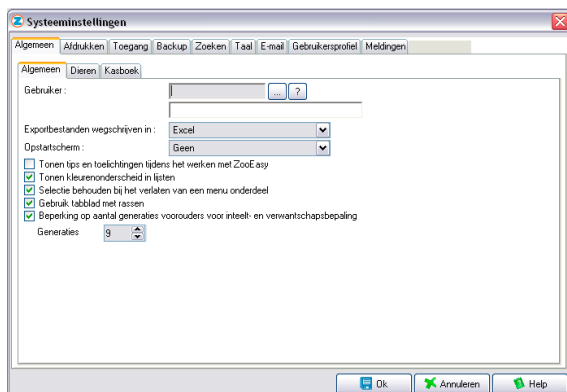 Systeeminstellingen
Algemeen Afdrukken Toegang Backup Zoeken Taal E-mail Gebruikersprofiel Meldingen
Algemeen Dieren Kasboek
Gebruiker : ... ?
Exportbestanden wegschrijven in : Excel
Opstartscherm : Geen
Tonen tips en toelichtingen tijdens het werken met ZooEasy
Tonen kleurenonderscheid in lijsten
Selectie behouden bij het verlaten van een menu onderdeel
Gebruik tabblad met rassen
Beperking op aantal generaties voorouders voor inteelt- en verwantschapsbepaling
Generaties 9
Ok Annuleren Help